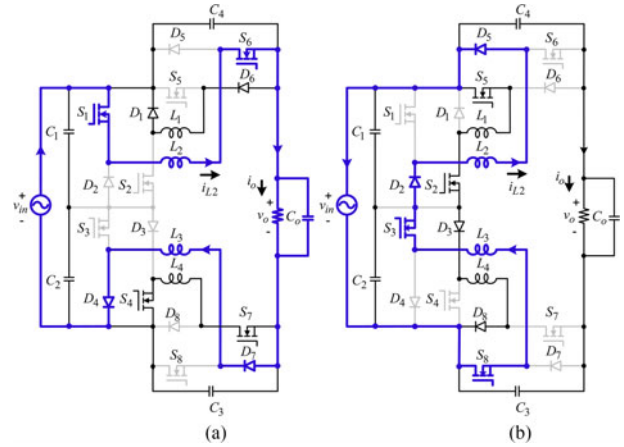 C4
D5
S6
S5
D6
S1
D1
L1
C1
L2
D2
S2
iL2
io
+
vin
-
+
vo
-
Co
S3
D3
L3
C2
L4
D4
S4
S7
D8
S8
D7
C3
(a)
C4
D5
S6
S5
D6
S1
D1
L1
C1
L2
D2
S2
iL2
io
+
vin
-
+
vo
-
Co
S3
D3
L3
C2
L4
D4
S4
S7
D8
S8
D7
C3
(b)